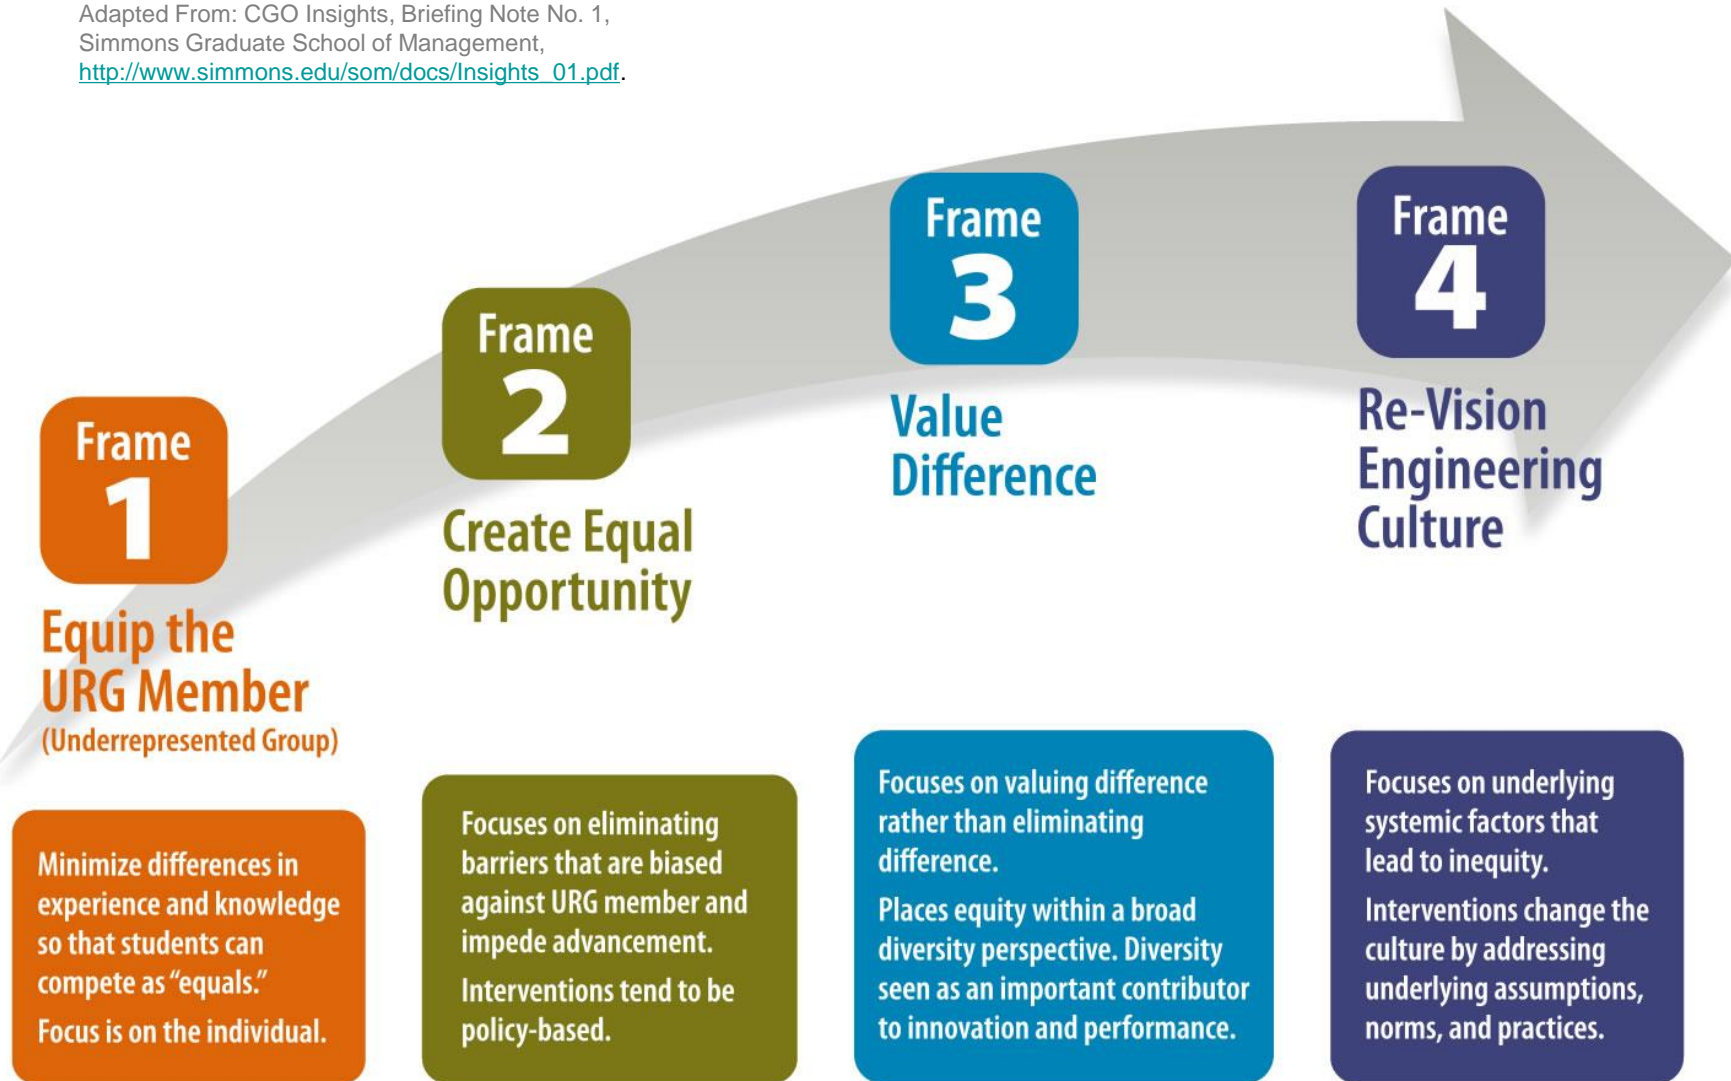 Adapted From: CGO Insights, Briefing Note No. 1,
Simmons Graduate School of Management,
http://www.simmons.edu/som/docs/Insights_01.pdf.
Frame
1
Equip the
URG Member
(Underrepresented Group)
Minimize differences in
experience and knowledge
so that students can
compete as “equals.”
Focus is on the individual.
Frame
2
Create Equal
Opportunity
Focuses on eliminating
barriers that are biased
against URG member and
impede advancement.
Interventions tend to be
policy-based.
Frame
3
Value
Difference
Focuses on valuing difference
rather than eliminating
difference.
Places equity within a broad
diversity perspective. Diversity
seen as an important contributor
to innovation and performance.
Frame
4
Re-Vision
Engineering
Culture
Focuses on underlying
systemic factors that
lead to inequity.
Interventions change the
culture by addressing
underlying assumptions,
norms, and practices.